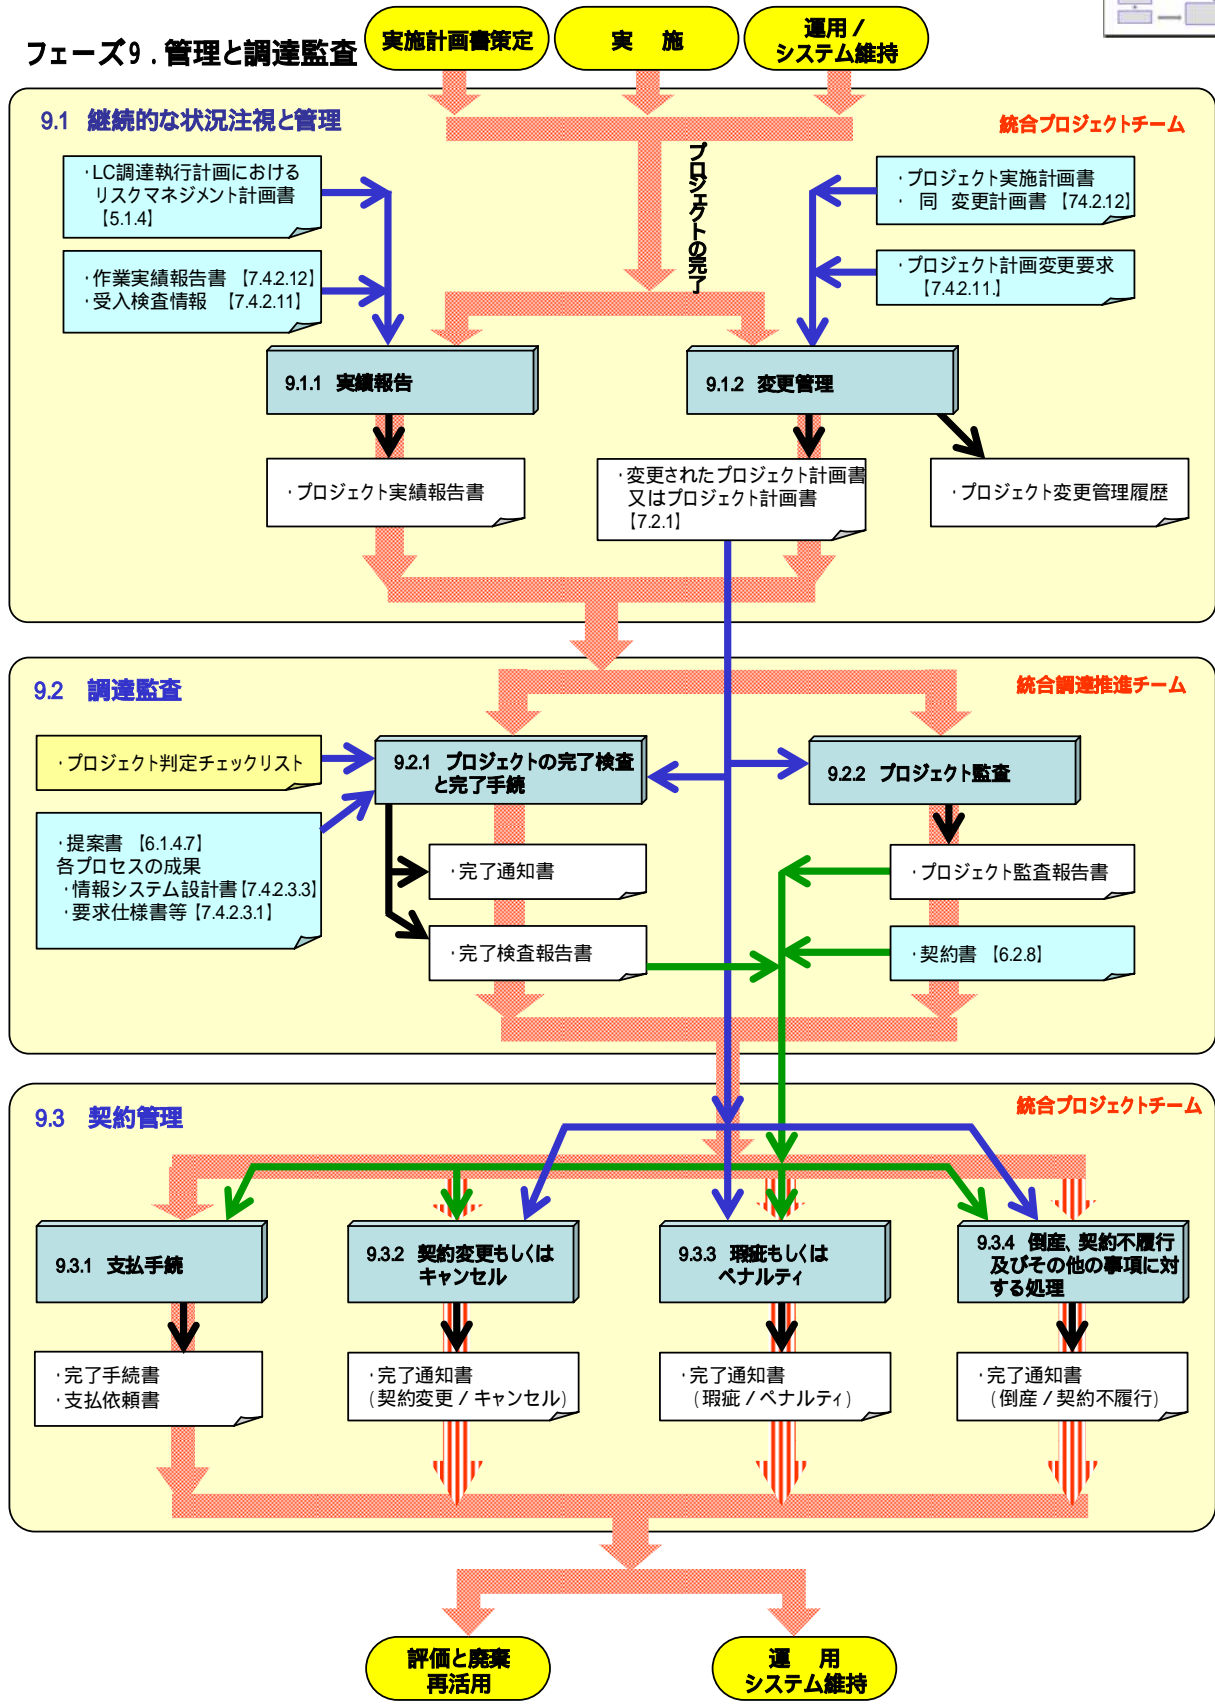 フェーズ9．管理と調達監査
実施計画書策定
実　施
運用／
システム維持
9.1 継続的な状況注視と管理
統合プロジェクトチーム
・LC調達執行計画における
リスクマネジメント計画書
【5.1.4】
・作業実績報告書 【7.4.2.12】
・受入検査情報 【7.4.2.11】
プロジェクトの完了
・プロジェクト実施計画書
・ 同 変更計画書 【74.2.12】
・プロジェクト計画変更要求
【7.4.2.11.】
9.1.1 実績報告
9.1.2 変更管理
・プロジェクト実績報告書
・変更されたプロジェクト計画書
又はプロジェクト計画書
【7.2.1】
・プロジェクト変更管理履歴
9.2 調達監査
統合調達推進チーム
・プロジェクト判定チェックリスト
9.2.1 プロジェクトの完了検査
と完了手続
9.2.2 プロジェクト監査
・提案書 【6.1.4.7】
各プロセスの成果
・情報システム設計書【7.4.2.3.3】
・要求仕様書等【7.4.2.3.1】
・完了通知書
・プロジェクト監査報告書
・完了検査報告書
・契約書 【6.2.8】
9.3 契約管理
統合プロジェクトチーム
9.3.1 支払手続
9.3.2 契約変更もしくは
キャンセル
9.3.3 瑕疵もしくは
ペナルティ
9.3.4 倒産、契約不履行
及びその他の事項に対
する処理
・完了手続書
・支払依頼書
・完了通知書
（契約変更／キャンセル）
・完了通知書
（瑕疵／ペナルティ）
・完了通知書
（倒産／契約不履行）
評価と廃棄
再活用
運　用
システム維持